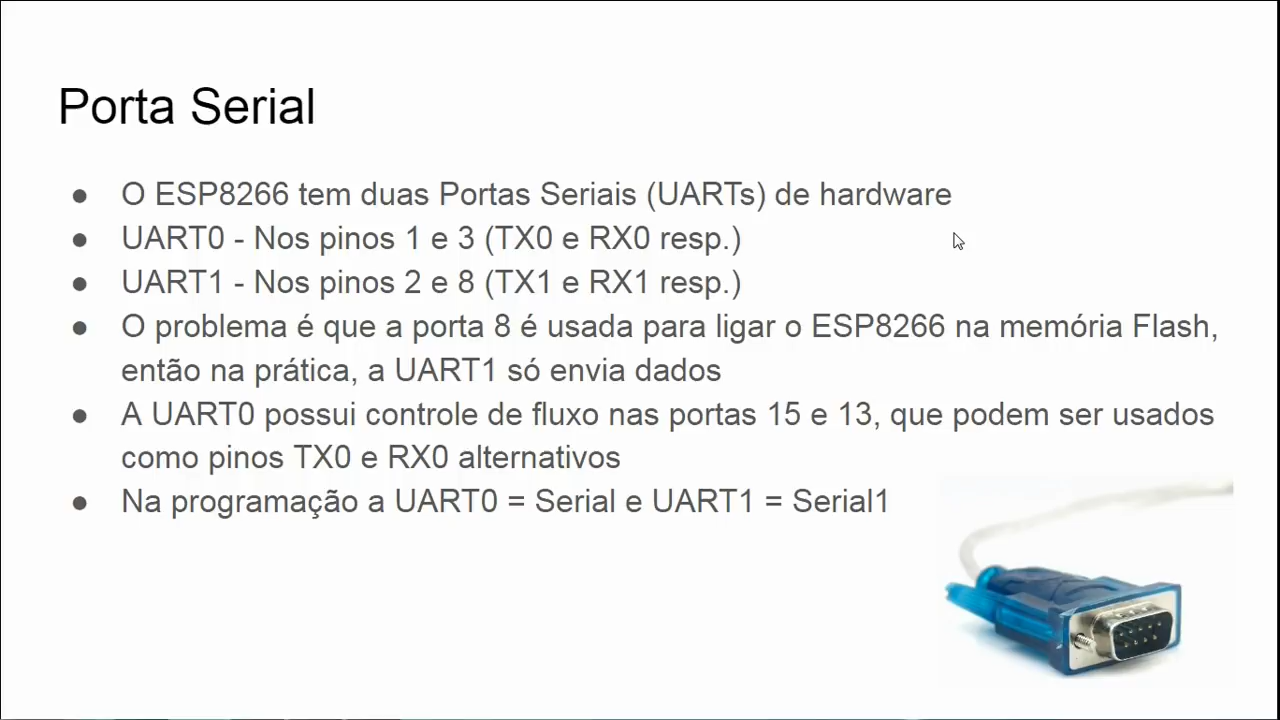 Porta Serial
● O ESP8266 tem duas Portas Seriais (UARTs) de hardware
● UART0 - Nos pinos 1 e 3 (TX0 e RX0 resp.)
● UART1 - Nos pinos 2 e 8 (TX1 e RX1 resp.)
● O problema é que a porta 8 é usada para ligar o ESP8266 na memória Flash,
então na prática, a UART1 só envia dados
● A UART0 possui controle de fluxo nas portas 15 e 13, que podem ser usados
como pinos TX0 e RX0 alternativos
● Na programação a UART0 = Serial e UART1 = Serial1